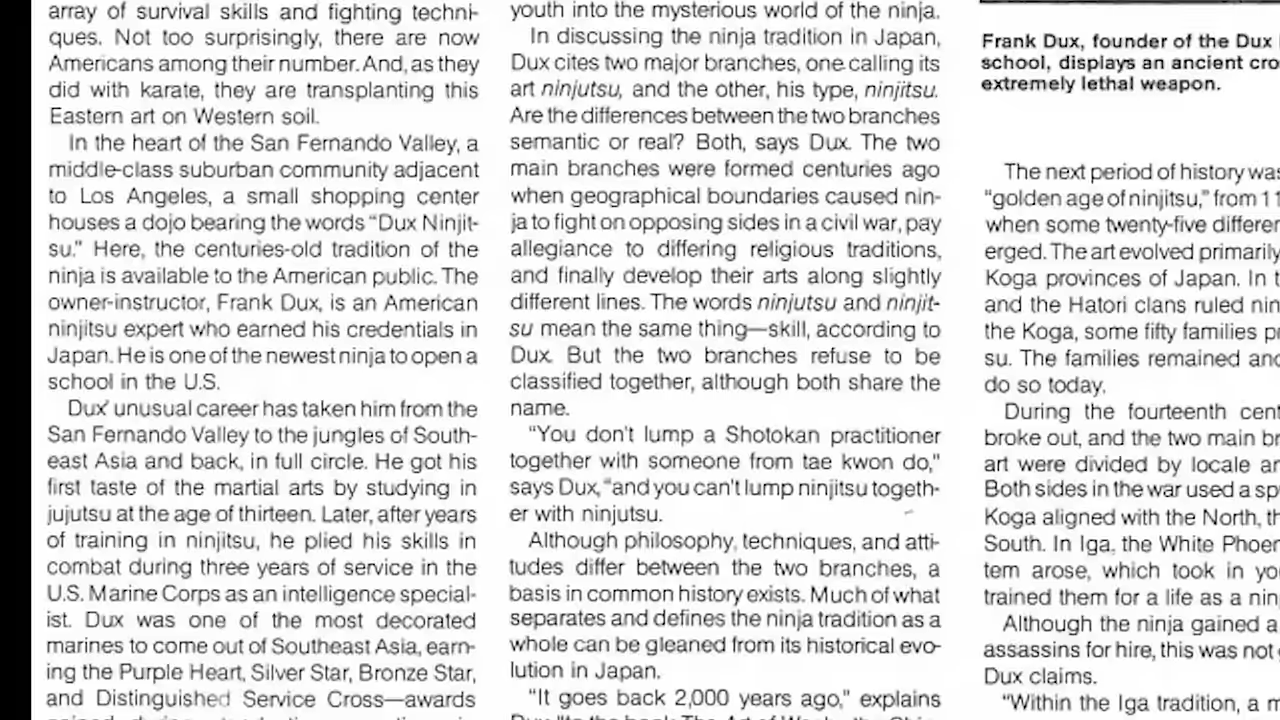 array of survival skills and fighting techni-
ques. Not too surprisingly, there are now
Americans among their number. And, as they
did with karate, they are transplanting this
Eastern art on Western soil.
In the heart of the San Fernando Valley, a
middle-class suburban community adjacent
to Los Angeles, a small shopping center
houses a dojo bearing the words "Dux Ninjit-
su." Here, the centuries-old tradition of the
ninja is available to the American public. The
owner-instructor, Frank Dux, is an American
ninjitsu expert who earned his credentials in
Japan. He is one of the newest ninja to open a
school in the U.S.
Dux' unusual career has taken him from the
San Fernando Valley to the jungles of South-
east Asia and back, in full circle. He got his
first taste of the martial arts by studying in
jujutsu at the age of thirteen. Later, after years
of training in ninjitsu, he plied his skills in
combat during three years of service in the
U.S. Marine Corps as an intelligence special-
ist. Dux was one of the most decorated
marines to come out of Southeast Asia, earn-
ing the Purple Heart, Silver Star, Bronze Star,
and Distinguished Service Cross—awards
youth into the mysterious world of the ninja.
In discussing the ninja tradition in Japan,
Dux cites two major branches, one calling its
art ninjutsu, and the other, his type, ninjitsu.
Are the differences between the two branches
semantic or real? Both, says Dux. The two
main branches were formed centuries ago
when geographical boundaries caused nin-
ja to fight on opposing sides in a civil war, pay
allegiance to differing religious traditions,
and finally develop their arts along slightly
different lines. The words ninjutsu and ninjit-
su mean the same thing—skill, according to
Dux. But the two branches refuse to be
classified together, although both share the
name.
"You don't lump a Shotokan practitioner
together with someone from tae kwon do,"
says Dux, "and you can't lump ninjitsu togeth-
er with ninjutsu.
Although philosophy, techniques, and atti-
tudes differ between the two branches, a
basis in common history exists. Much of what
separates and defines the ninja tradition as a
whole can be gleaned from its historical evo-
lution in Japan.
"It goes back 2,000 years ago," explains
Frank Dux, founder of the Dux
school, displays an ancient cro
extremely lethal weapon.
The next period of history was
"golden age of ninjitsu," from 11
when some twenty-five differen
erged. The art evolved primarily
Koga provinces of Japan. In t
and the Hatori clans ruled nin
the Koga, some fifty families p
su. The families remained and
do so today.
During the fourteenth cent
broke out, and the two main br
art were divided by locale an
Both sides in the war used a sp
Koga aligned with the North, th
South. In Iga, the White Phoen
tem arose, which took in yo
trained them for a life as a nin
Although the ninja gained a
assassins for hire, this was not
Dux claims.
"Within the Iga tradition, a m